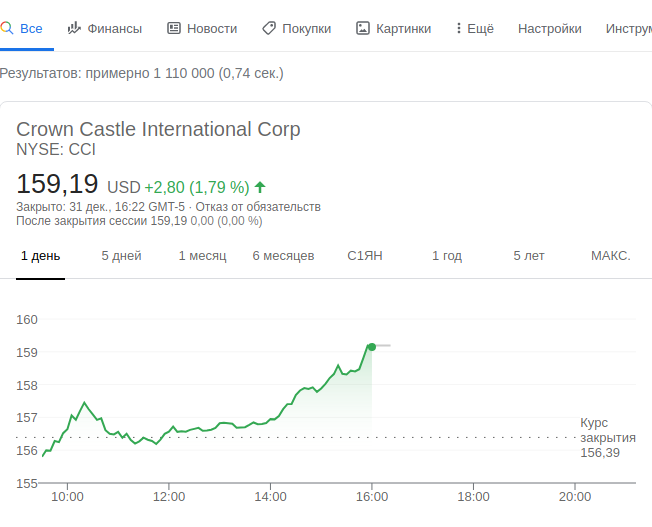 Все Финансы Новости Покупки Картинки Ещё Настройки Инструм
Результатов: примерно 1 110 000 (0,74 сек.)
Crown Castle International Corp
NYSE: CCI
159,19 USD +2,80 (1,79 %)
Закрыто: 31 дек., 16:22 GMT-5 · Отказ от обязательств
После закрытия сессии 159,19 0,00 (0,00 %)
1 день 5 дней 1 месяц 6 месяцев С1ЯН 1 год 5 лет МАКС.
160
159
158
157
156
155
Курс
закрытия
156,39
10:00 12:00 14:00 16:00 18:00 20:00